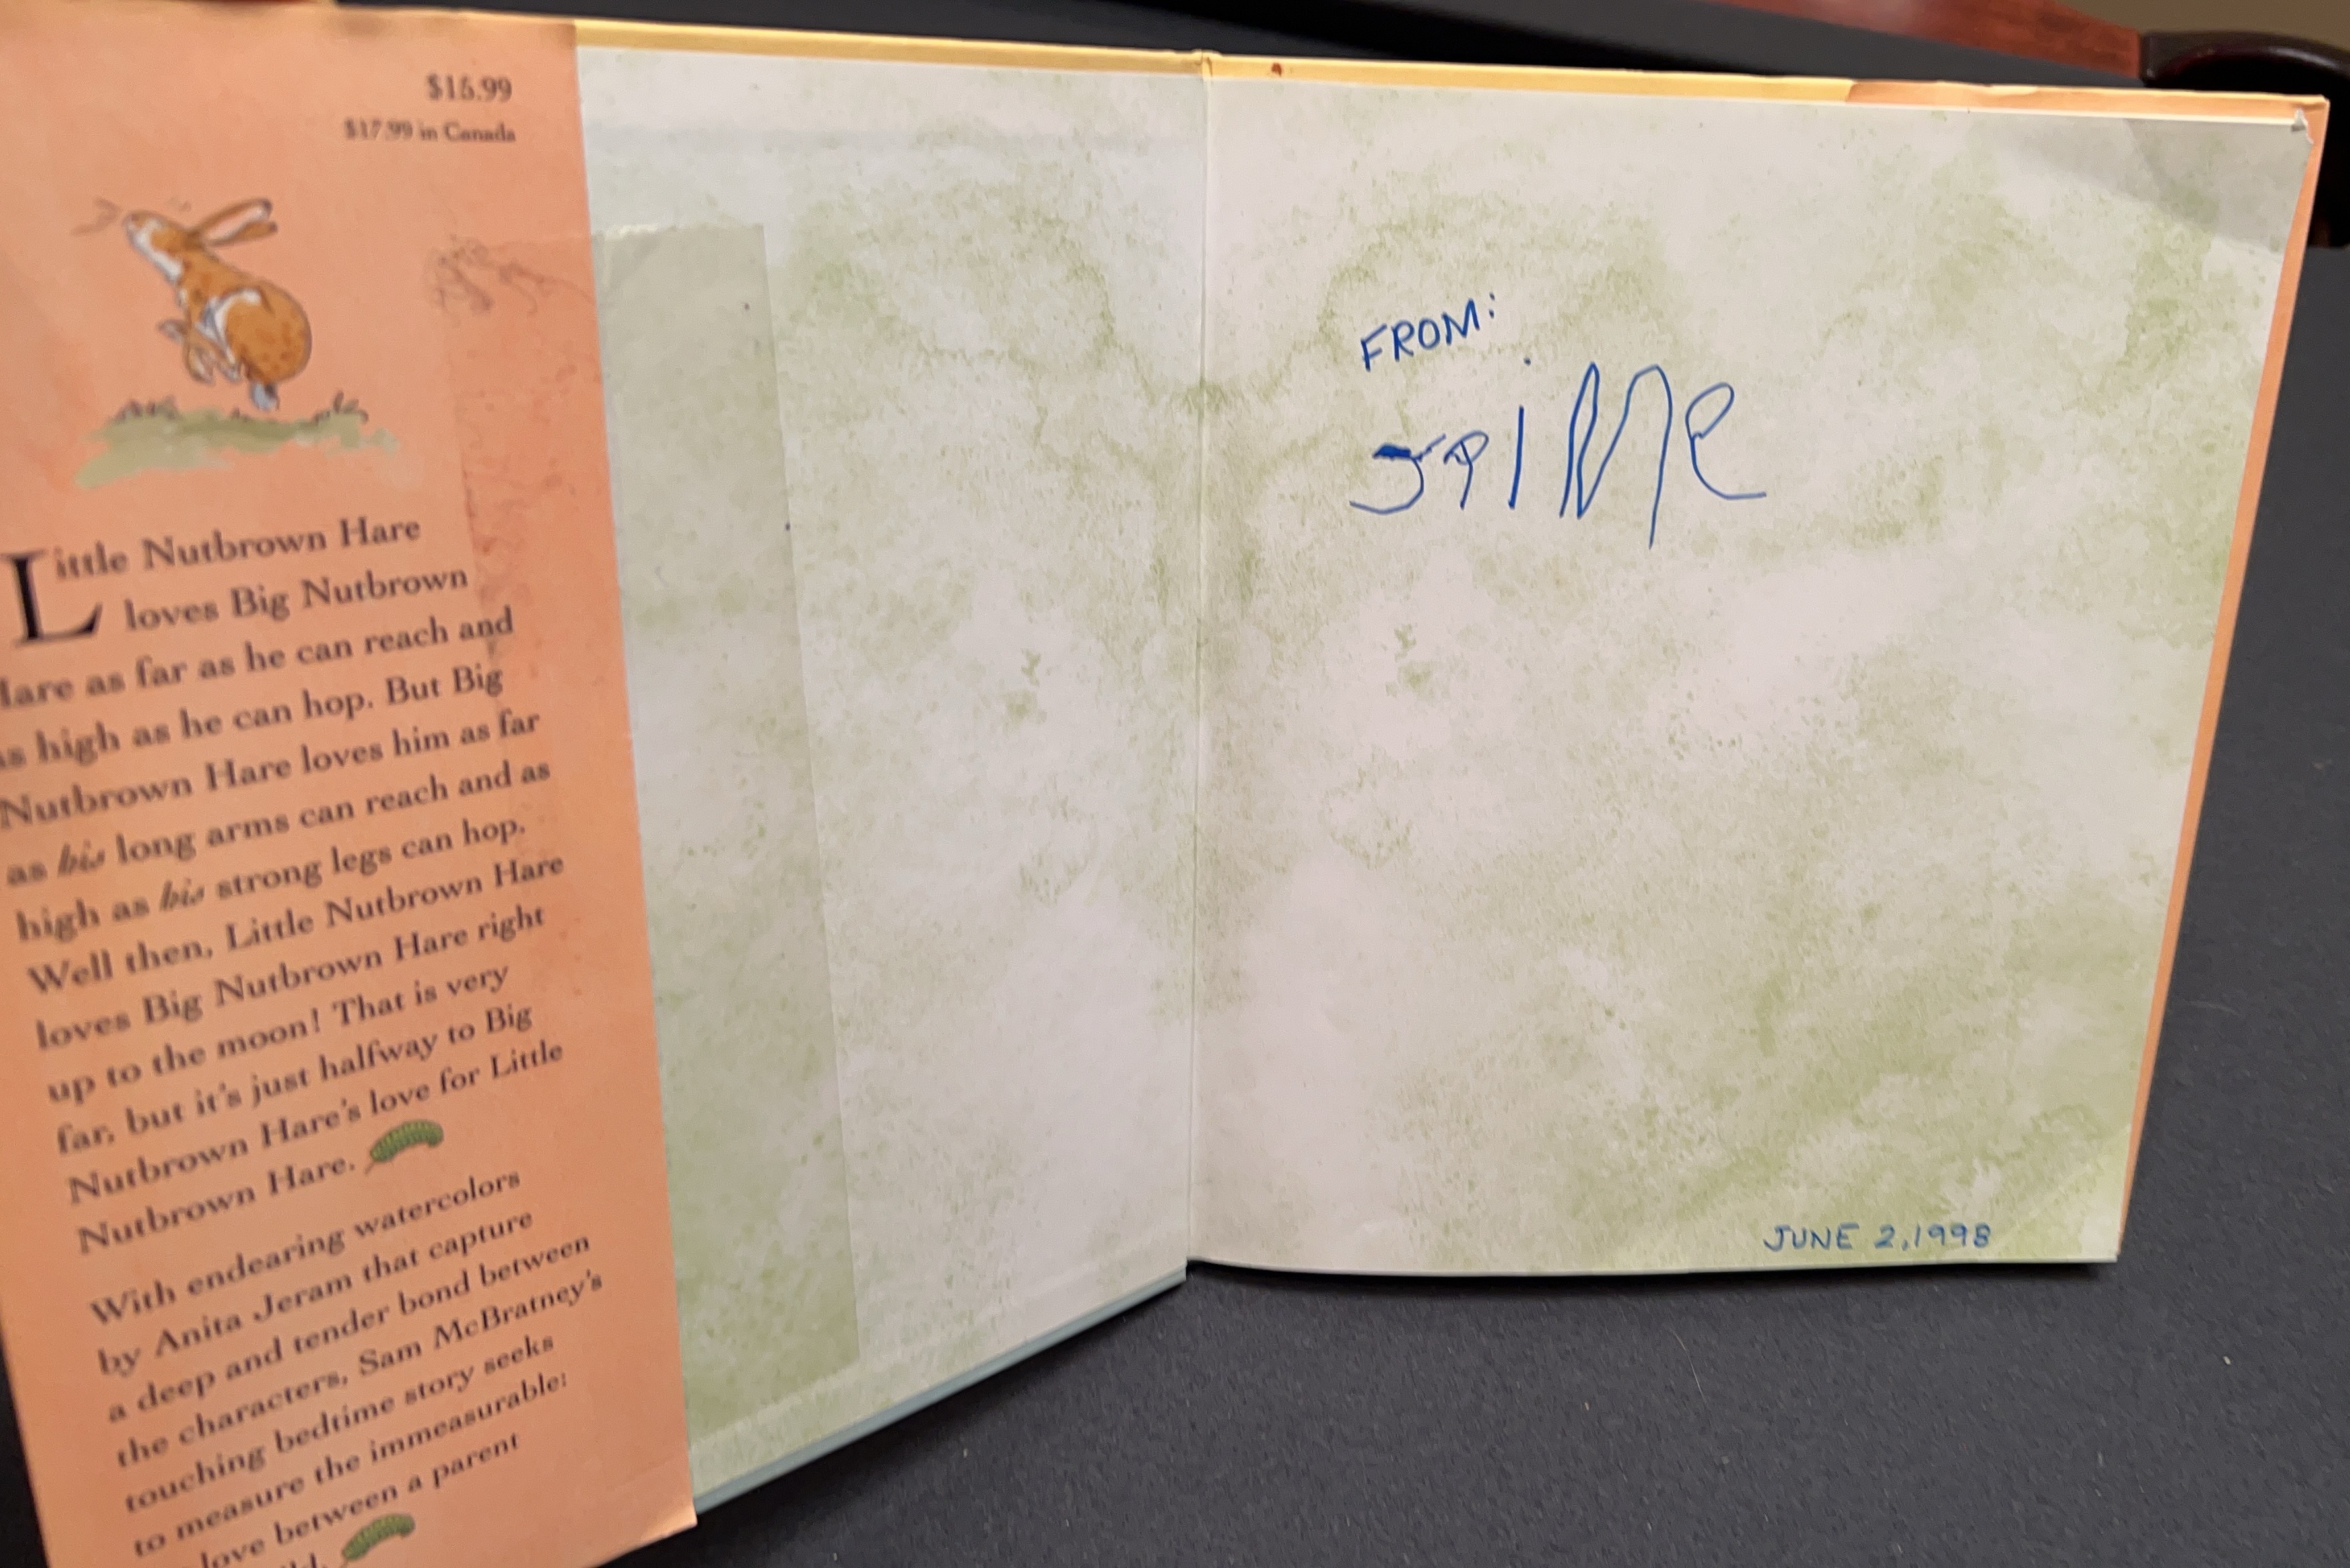 $15.99
$17.99 in Canada
Little Nutbrown Hare
loves Big Nutbrown
Hare as far as he can reach and
as high as he can hop. But Big
Nutbrown Hare loves him as far
as his long arms can reach and as
high as his strong legs can hop.
Well then, Little Nutbrown Hare
loves Big Nutbrown Hare right
up to the moon! That is very
far, but it's just halfway to Big
Nutbrown Hare's love for Little
Nutbrown Hare.
With endearing watercolors
by Anita Jeram that capture
a deep and tender bond between
the characters, Sam McBratney's
touching bedtime story seeks
to measure the immeasurable:
love between a parent
FROM:
JaiMe
JUNE 2, 1998